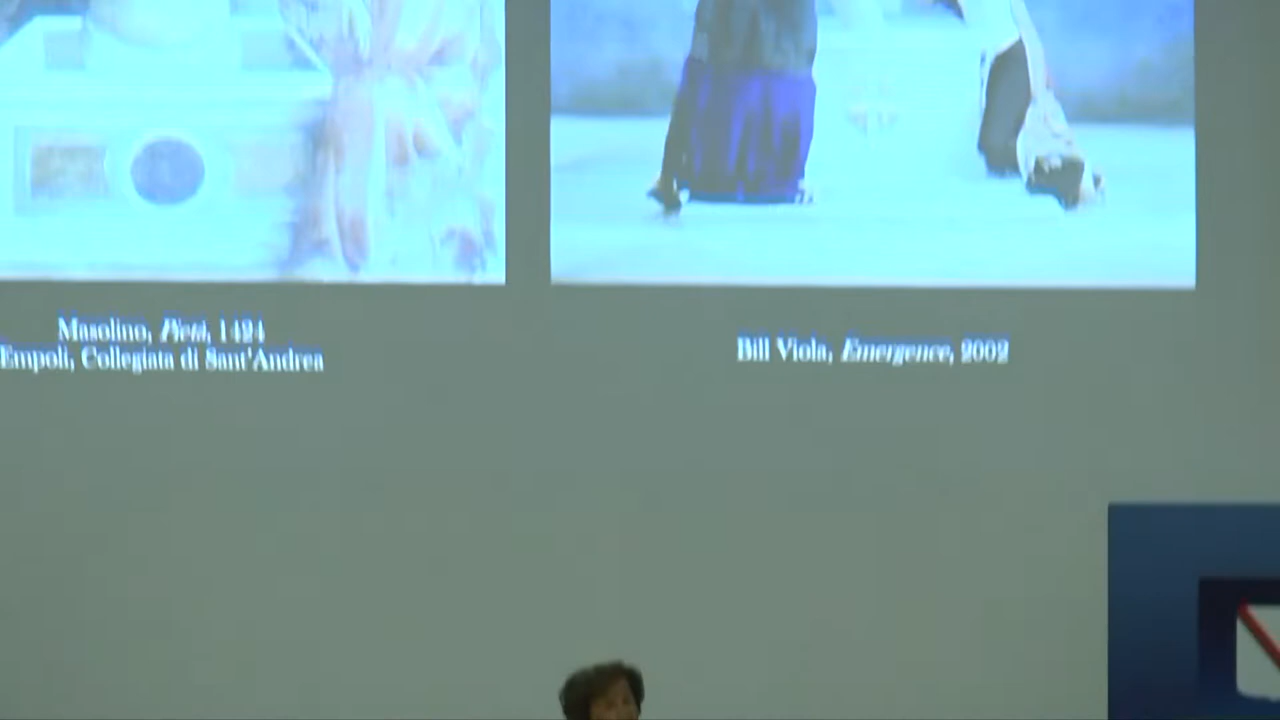 Masolino, Pietà, 1424
Empoli, Collegiata di Sant'Andrea
Bill Viola, Emergence, 2002